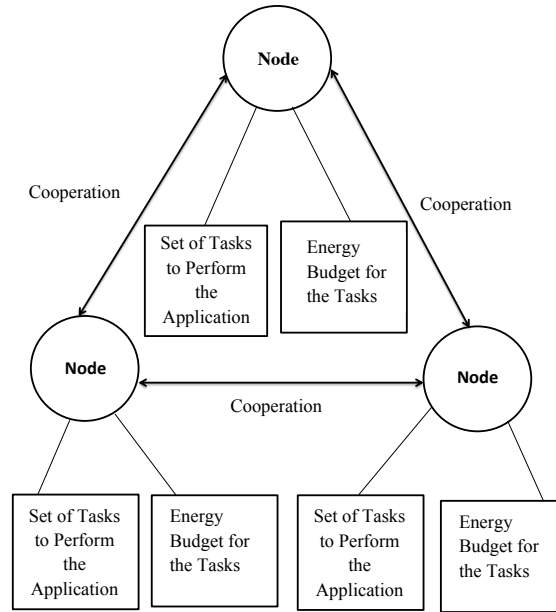 Node
Cooperation
Cooperation
Set of Tasks
to Perform
the
Application
Energy
Budget for
the Tasks
Node
Node
Cooperation
Set of Tasks
to Perform
the
Application
Energy
Budget for
the Tasks
Set of Tasks
to Perform
the
Application
Energy
Budget for
the Tasks